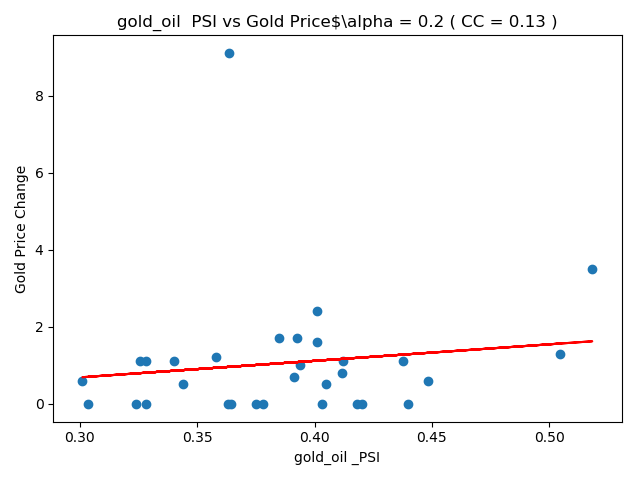 gold_oil  PSI vs Gold Price$\alpha = 0.2 ( CC = 0.13 )
8
6
4
2
0
Gold Price Change
0.30 0.35 0.40 0.45 0.50
gold_oil _PSI